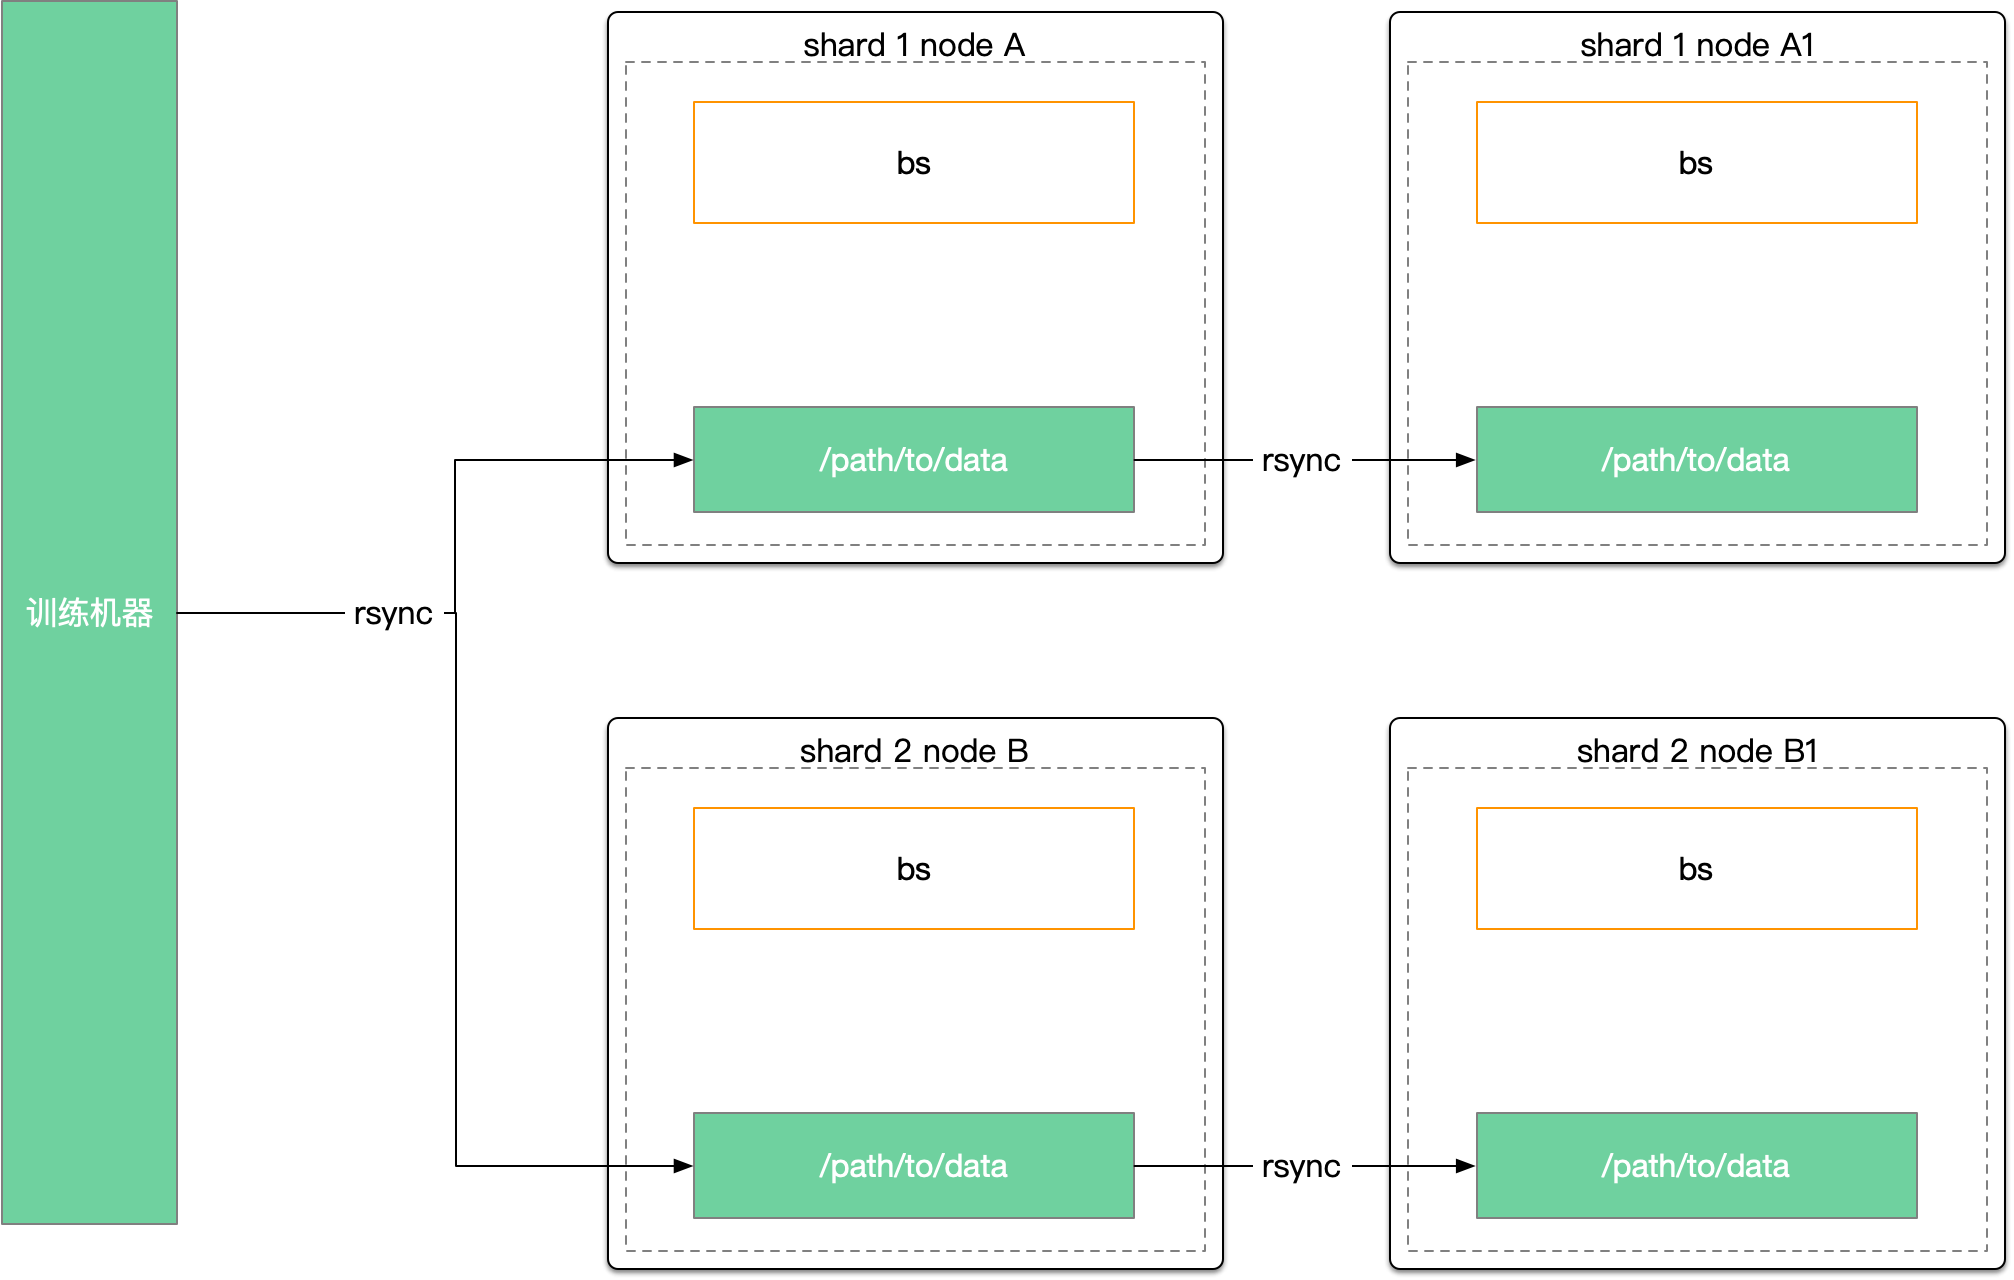 训练机器
rsync
shard 1 node A
bs
/path/to/data
rsync
shard 1 node A1
bs
/path/to/data
shard 2 node B
bs
/path/to/data
rsync
shard 2 node B1
bs
/path/to/data